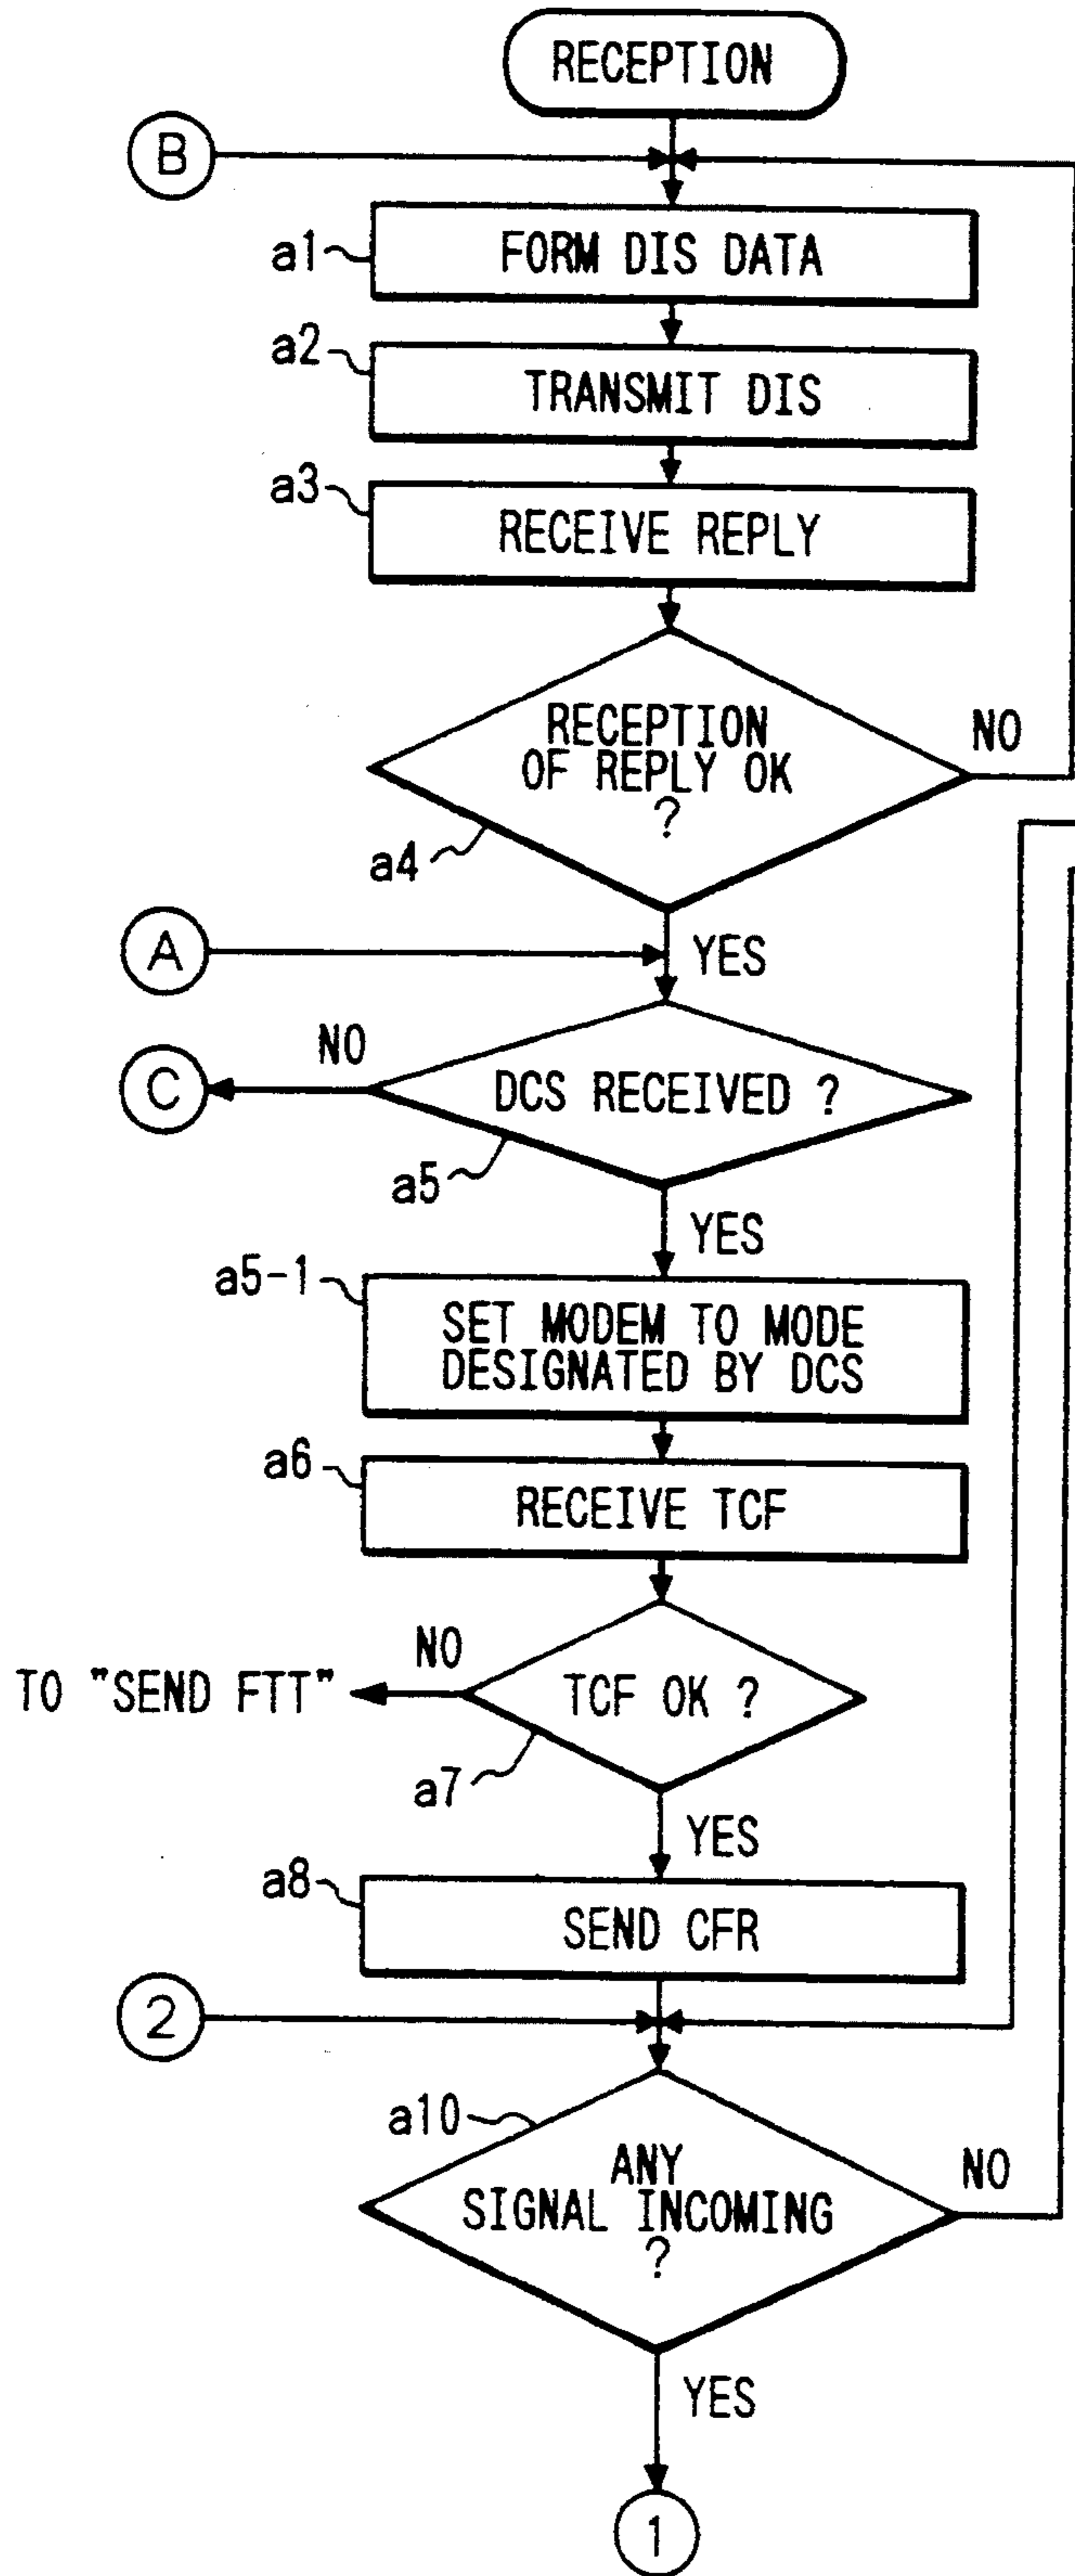 RECEPTION
B
a1
FORM DIS DATA
a2
TRANSMIT DIS
a3
RECEIVE REPLY
RECEPTION
OF REPLY OK
?
NO
a4
A
YES
NO
C
DCS RECEIVED ?
a5
YES
a5-1
SET MODEM TO MODE
DESIGNATED BY DCS
a6
RECEIVE TCF
NO
TO "SEND FTT"
TCF OK ?
a7
YES
a8
SEND CFR
2
a10
ANY
SIGNAL INCOMING
?
NO
YES
1